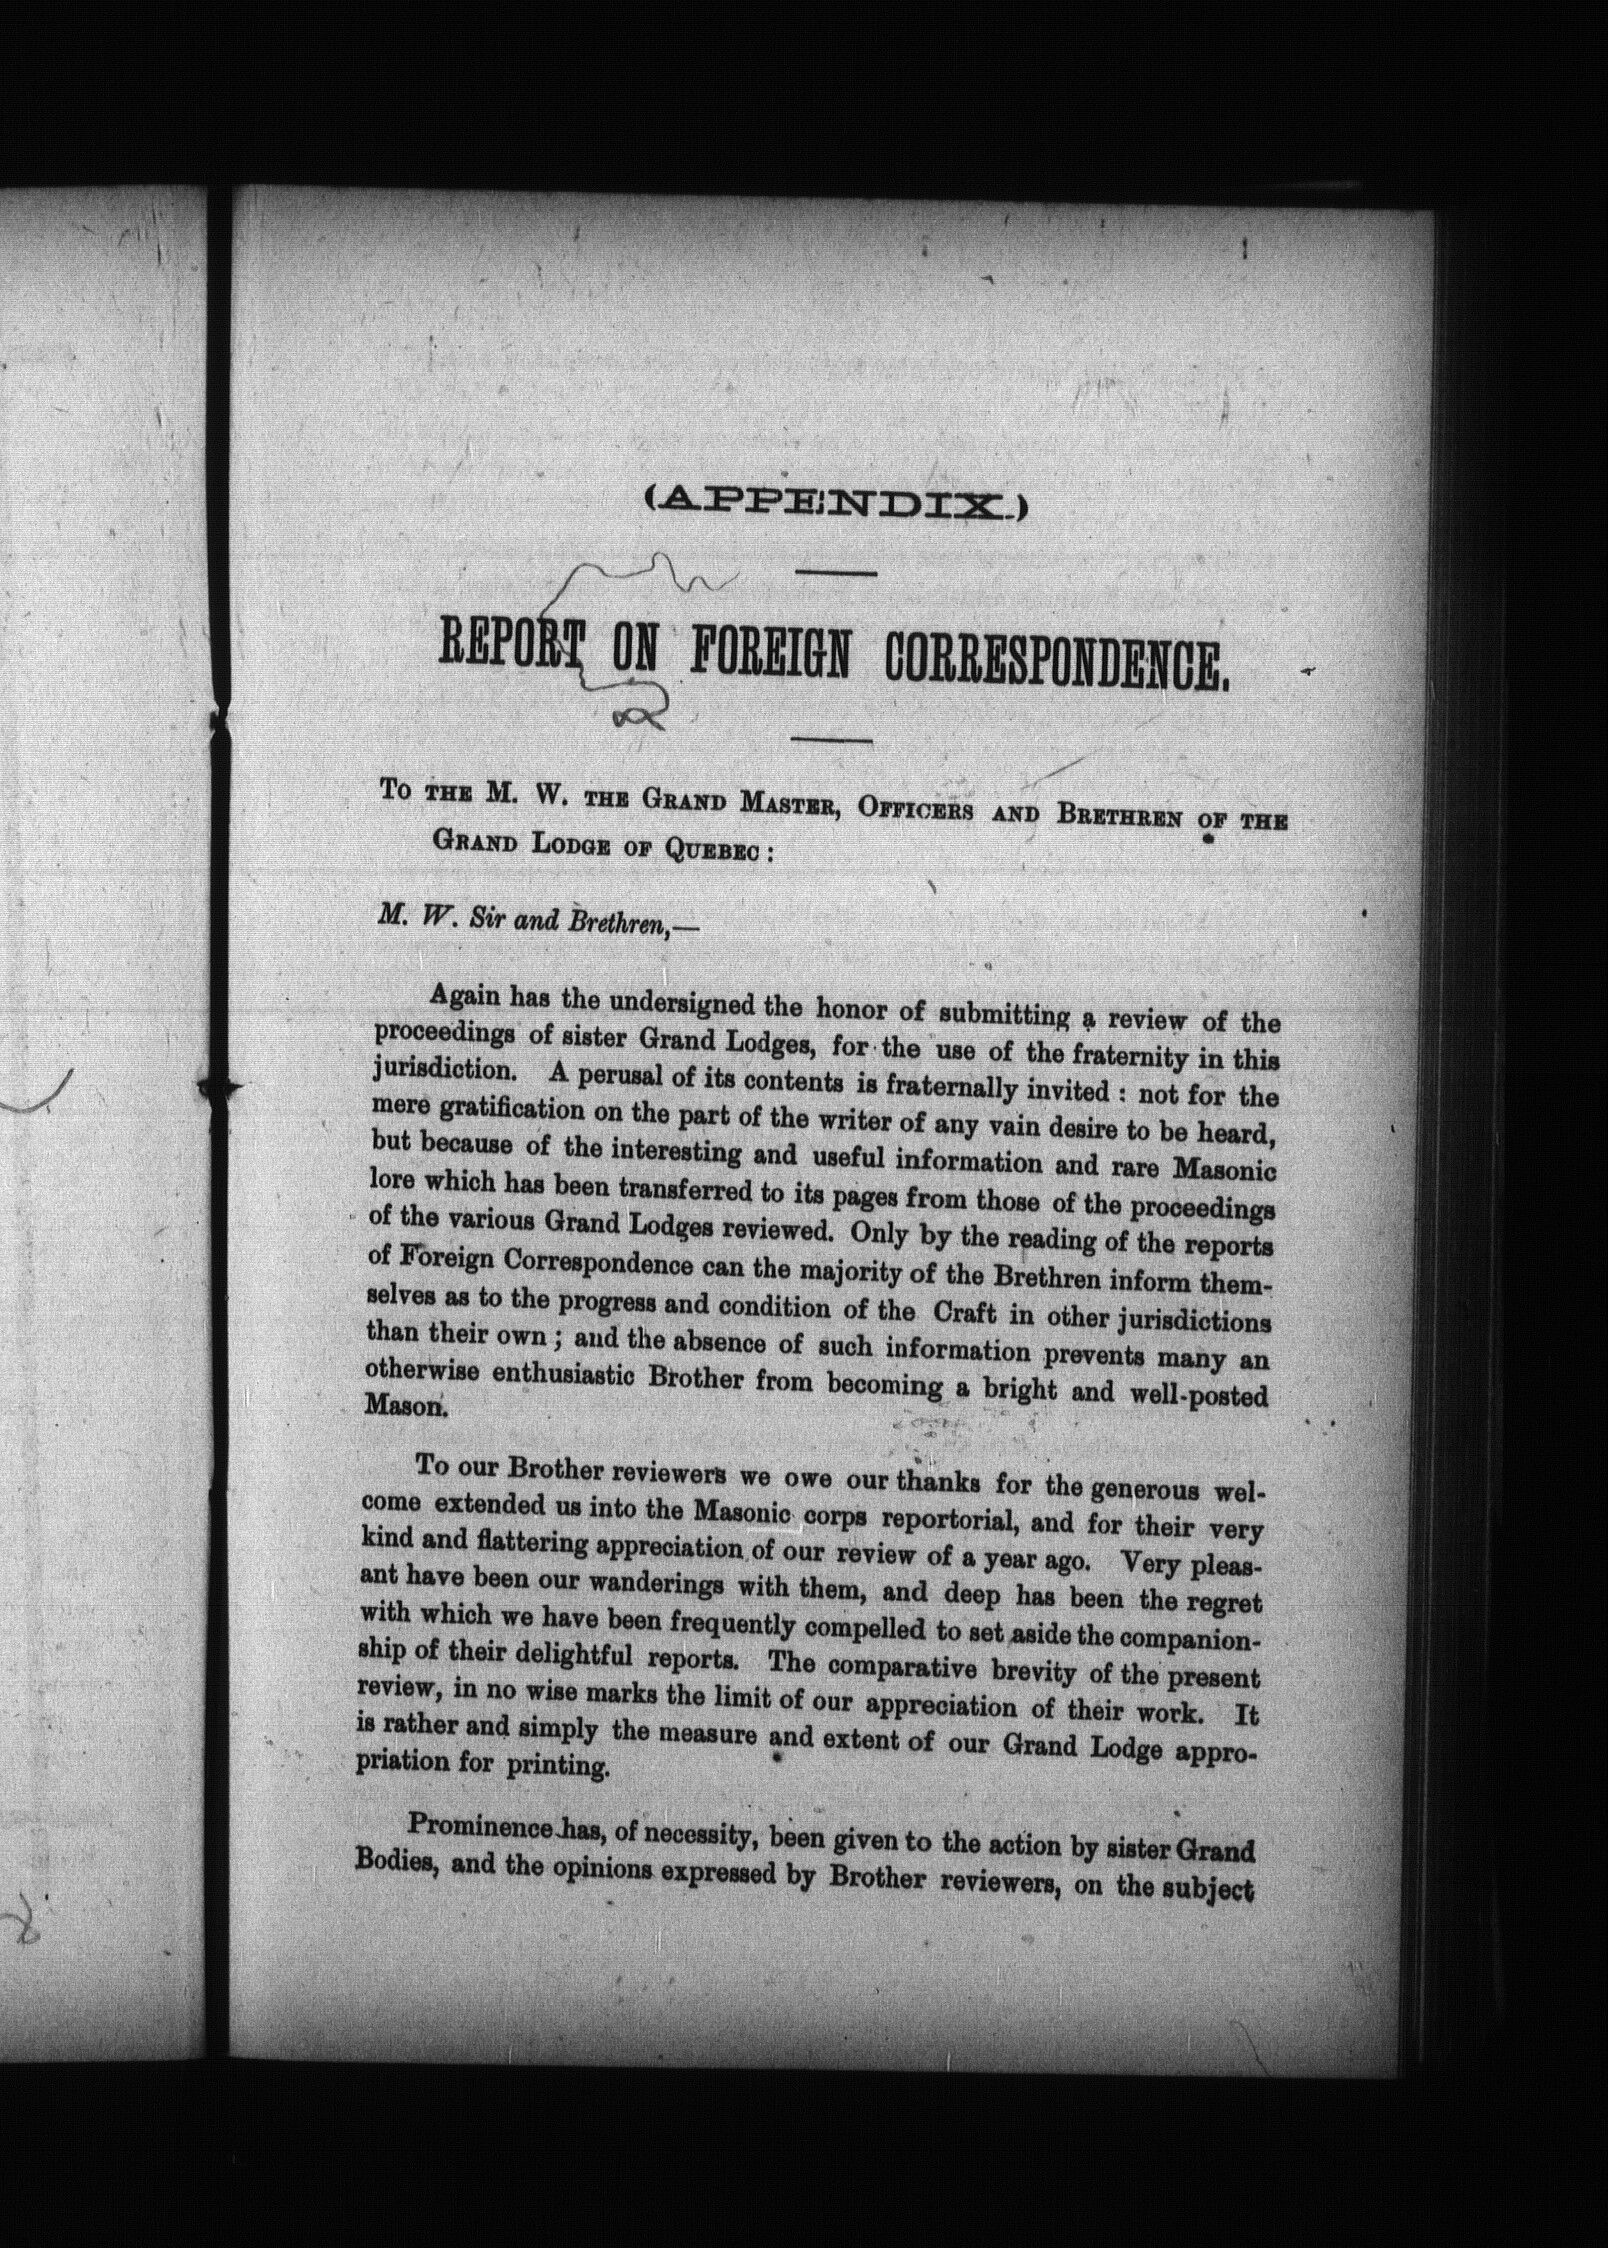 (APPENDIX.)
REPORT ON FOREIGN CORRESPONDENCE.
To the M. W. the Grand Master, Officers and Brethren of the
Grand Lodge of Quebec:
M. W. Sir and Brethren,—
Again has the undersigned the honor of submitting a review of the
proceedings of sister Grand Lodges, for the use of the fraternity in this
jurisdiction. A perusal of its contents is fraternally invited : not for the
mere gratification on the part of the writer of any vain desire to be heard,
but because of the interesting and useful information and rare Masonic
lore which has been transferred to its pages from those of the proceedings
of the various Grand Lodges reviewed. Only by the reading of the reports
of Foreign Correspondence can the majority of the Brethren inform them-
selves as to the progress and condition of the Craft in other jurisdictions
than their own ; and the absence of such information prevents many an
otherwise enthusiastic Brother from becoming a bright and well-posted
Mason.
To our Brother reviewers we owe our thanks for the generous wel-
come extended us into the Masonic corps reportorial, and for their very
kind and flattering appreciation of our review of a year ago. Very pleas-
ant have been our wanderings with them, and deep has been the regret
with which we have been frequently compelled to set aside the companion-
ship of their delightful reports. The comparative brevity of the present
review, in no wise marks the limit of our appreciation of their work. It
is rather and simply the measure and extent of our Grand Lodge appro-
priation for printing.
Prominence has, of necessity, been given to the action by sister Grand
Bodies, and the opinions expressed by Brother reviewers, on the subject